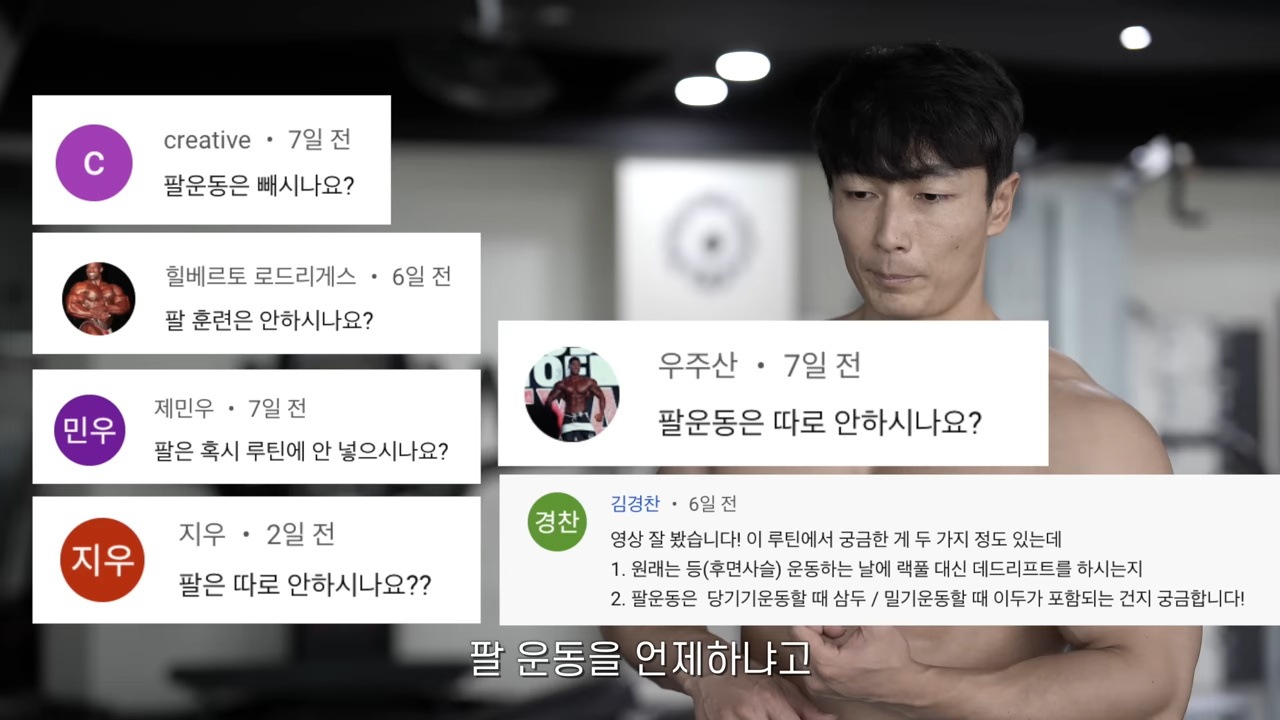 C
creative • 7일 전
팔운동은 빼시나요?
힐베르토 로드리게스 • 6일 전
팔 훈련은 안하시나요?
민우
제민우 • 7일 전
팔은 혹시 루틴에 안 넣으시나요?
지우
지우 • 2일 전
팔은 따로 안하시나요??
우주산 • 7일 전
팔운동은 따로 안하시나요?
경찬
김경찬 • 6일 전
영상 잘 봤습니다! 이 루틴에서 궁금한 게 두 가지 정도 있는데
1. 원래는 등(후면사슬) 운동하는 날에 랙풀 대신 데드리프트를 하시는지
2. 팔운동은 당기기운동할 때 삼두 / 밀기운동할 때 이두가 포함되는 건지 궁금합니다!
팔 운동을 언제하냐고